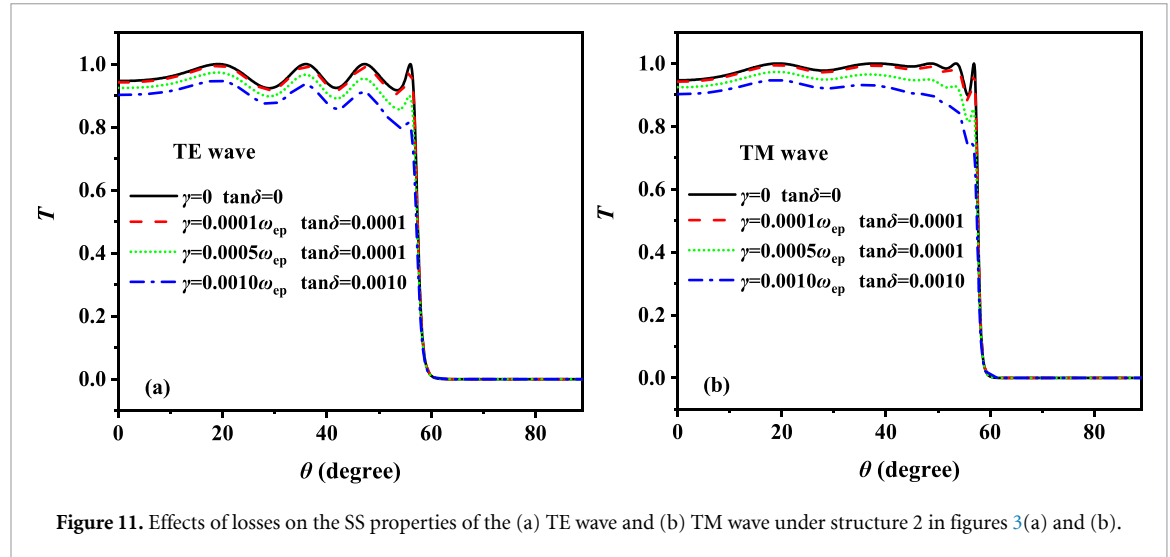 1.0
0.8
0.6
0.4
0.2
0.0
T
TE wave
γ=0 tanδ=0
γ=0.0001ωep tanδ=0.0001
γ=0.0005ωep tanδ=0.0001
γ=0.0010ωep tanδ=0.0010
(a)
0 20 40 60 80
θ (degree)
1.0
0.8
0.6
0.4
0.2
0.0
T
TM wave
γ=0 tanδ=0
γ=0.0001ωep tanδ=0.0001
γ=0.0005ωep tanδ=0.0001
γ=0.0010ωep tanδ=0.0010
(b)
0 20 40 60 80
θ (degree)
Figure 11. Effects of losses on the SS properties of the (a) TE wave and (b) TM wave under structure 2 in figures 3(a) and (b).